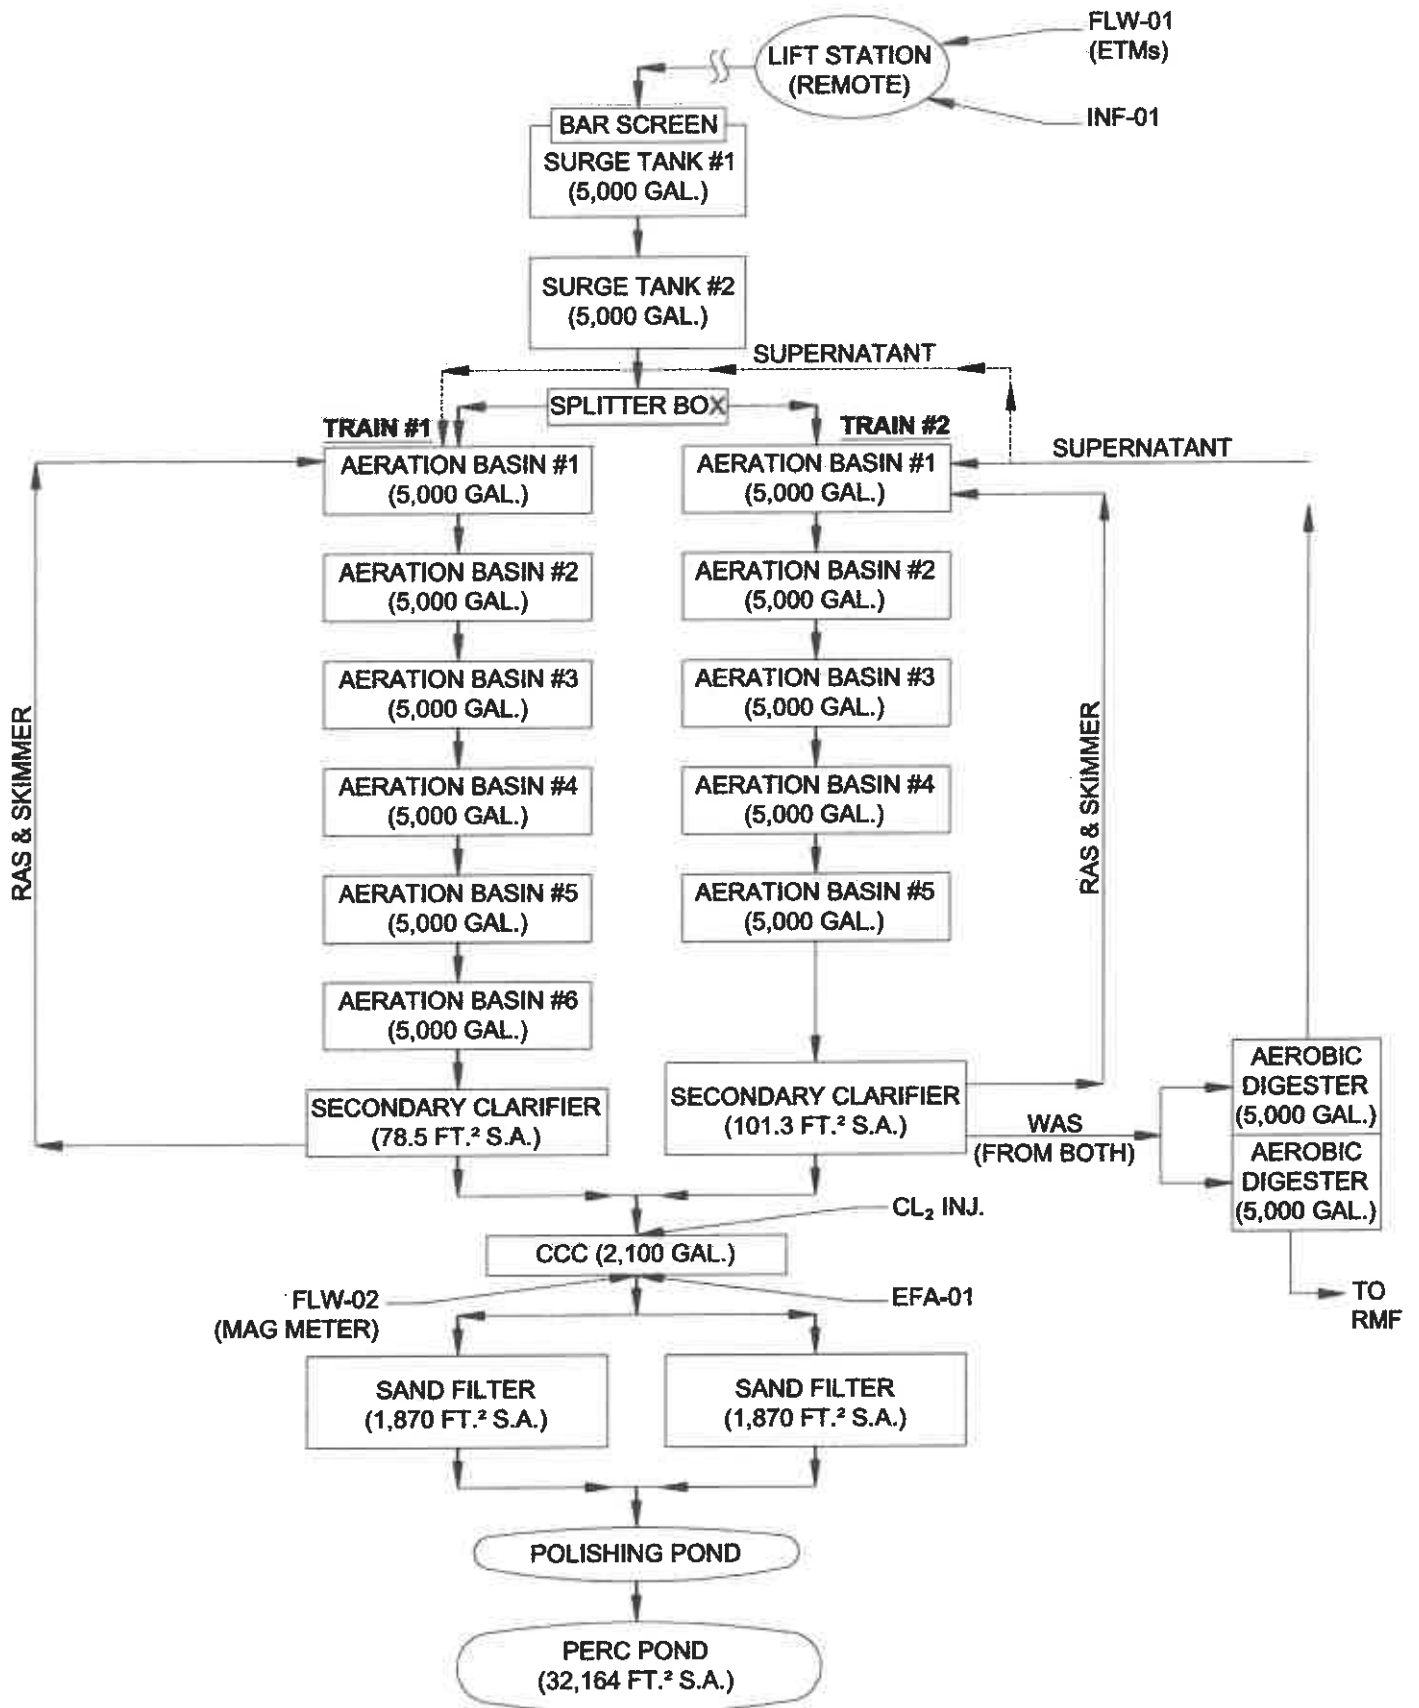 FLW-01
(ETMs)
LIFT STATION
(REMOTE)
INF-01
BAR SCREEN
SURGE TANK #1
(5,000 GAL.)
SURGE TANK #2
(5,000 GAL.)
SUPERNATANT
SPLITTER BOX
TRAIN #1
TRAIN #2
SUPERNATANT
AERATION BASIN #1
(5,000 GAL.)
AERATION BASIN #1
(5,000 GAL.)
AERATION BASIN #2
(5,000 GAL.)
AERATION BASIN #2
(5,000 GAL.)
AERATION BASIN #3
(5,000 GAL.)
AERATION BASIN #3
(5,000 GAL.)
RAS & SKIMMER
RAS & SKIMMER
AERATION BASIN #4
(5,000 GAL.)
AERATION BASIN #4
(5,000 GAL.)
AERATION BASIN #5
(5,000 GAL.)
AERATION BASIN #5
(5,000 GAL.)
AERATION BASIN #6
(5,000 GAL.)
SECONDARY CLARIFIER
(78.5 FT.² S.A.)
SECONDARY CLARIFIER
(101.3 FT.² S.A.)
WAS
(FROM BOTH)
AEROBIC
DIGESTER
(5,000 GAL.)
AEROBIC
DIGESTER
(5,000 GAL.)
CL₂ INJ.
CCC (2,100 GAL.)
FLW-02
(MAG METER)
EFA-01
TO
RMF
SAND FILTER
(1,870 FT.² S.A.)
SAND FILTER
(1,870 FT.² S.A.)
POLISHING POND
PERC POND
(32,164 FT.² S.A.)